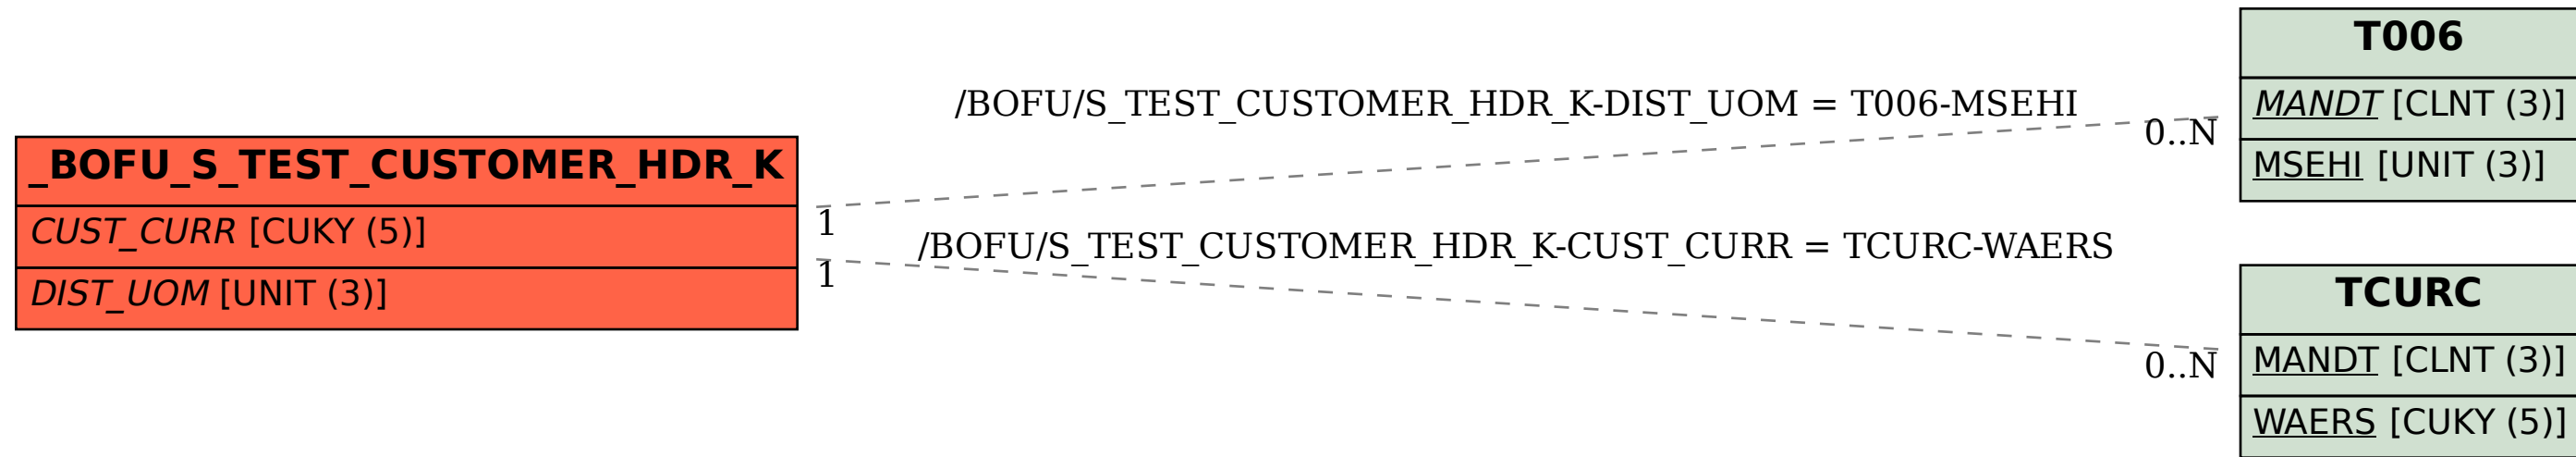 _BOFU_S_TEST_CUSTOMER_HDR_K
CUST_CURR [CUKY (5)]
DIST_UOM [UNIT (3)]
/BOFU/S_TEST_CUSTOMER_HDR_K-DIST_UOM = T006-MSEHI
0..N
1
/BOFU/S_TEST_CUSTOMER_HDR_K-CUST_CURR = TCURC-WAERS
1
0..N
T006
MANDT [CLNT (3)]
MSEHI [UNIT (3)]
TCURC
MANDT [CLNT (3)]
WAERS [CUKY (5)]